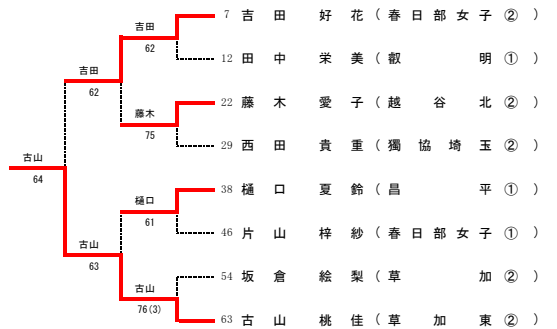 7 吉田 好花 (春日部女子 ②)
吉田
62
12 田中 栄美 (叡明 ①)
吉田
62
22 藤木 愛子 (越谷北 ②)
藤木
75
29 西田 貴重 (獨協埼玉 ②)
古山
64
38 樋口 夏鈴 (昌平 ①)
樋口
61
46 片山 梓紗 (春日部女子 ①)
古山
63
54 坂倉 絵梨 (草加 ②)
古山
76(3)
63 古山 桃佳 (草加東 ②)